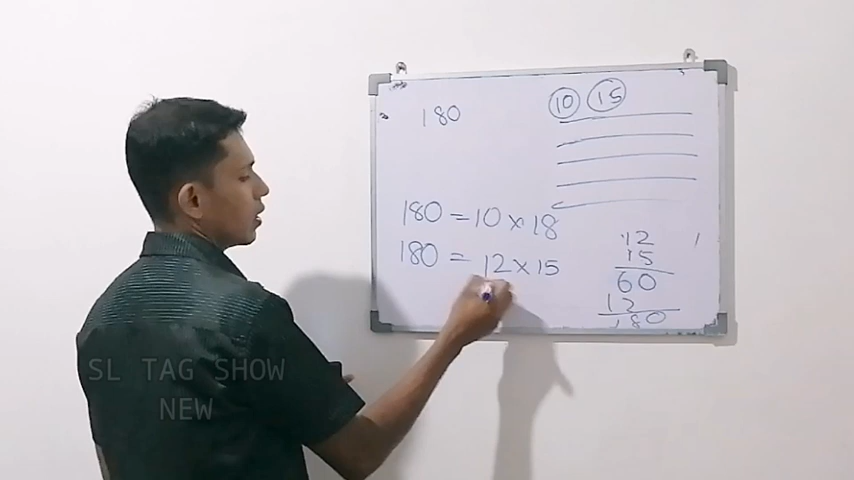 10 15
180
180 = 10 × 18
180 = 12 × 15
12
15
60
12
180
SL TAG SHOW
NEW